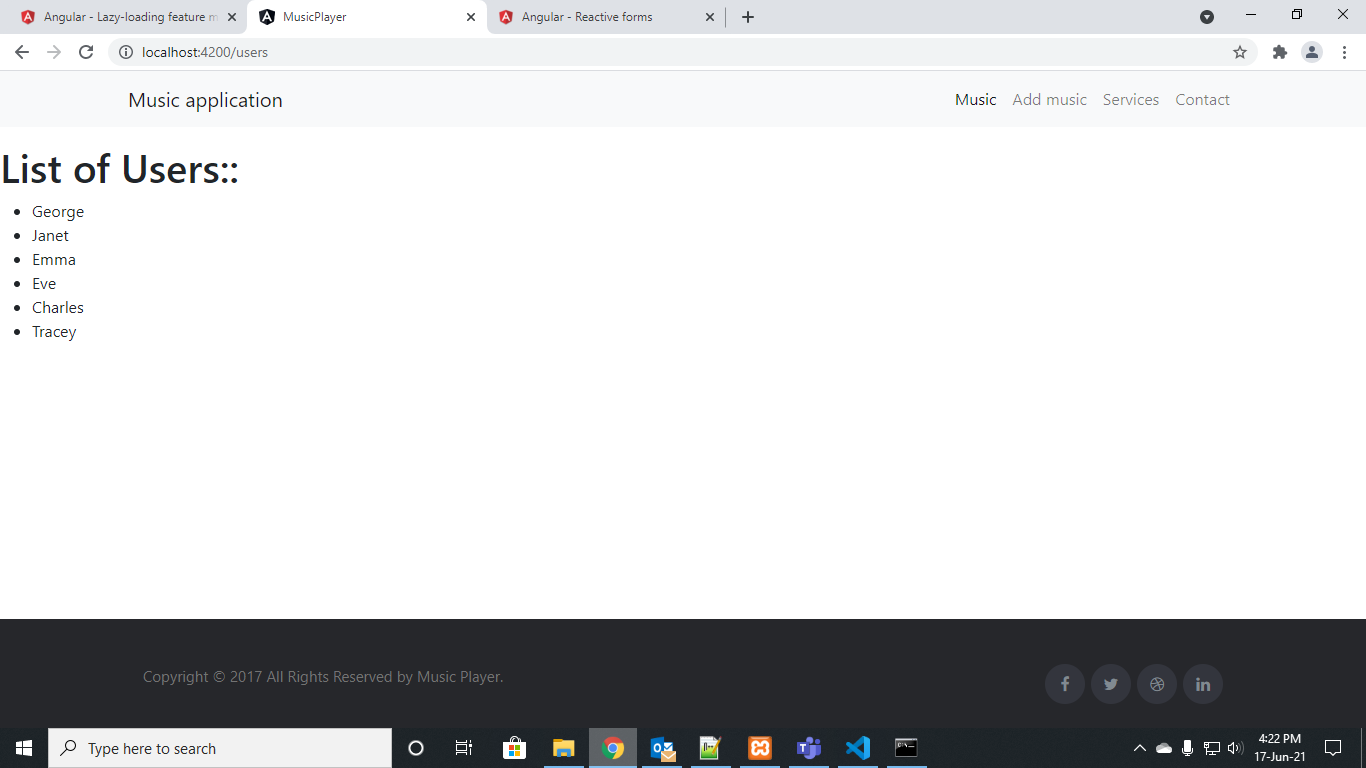 Angular - Lazy-loading feature m
MusicPlayer
Angular - Reactive forms
localhost:4200/users
Music application
Music Add music Services Contact
List of Users::
George
Janet
Emma
Eve
Charles
Tracey
Copyright © 2017 All Rights Reserved by Music Player.
Type here to search
4:22 PM
17-Jun-21